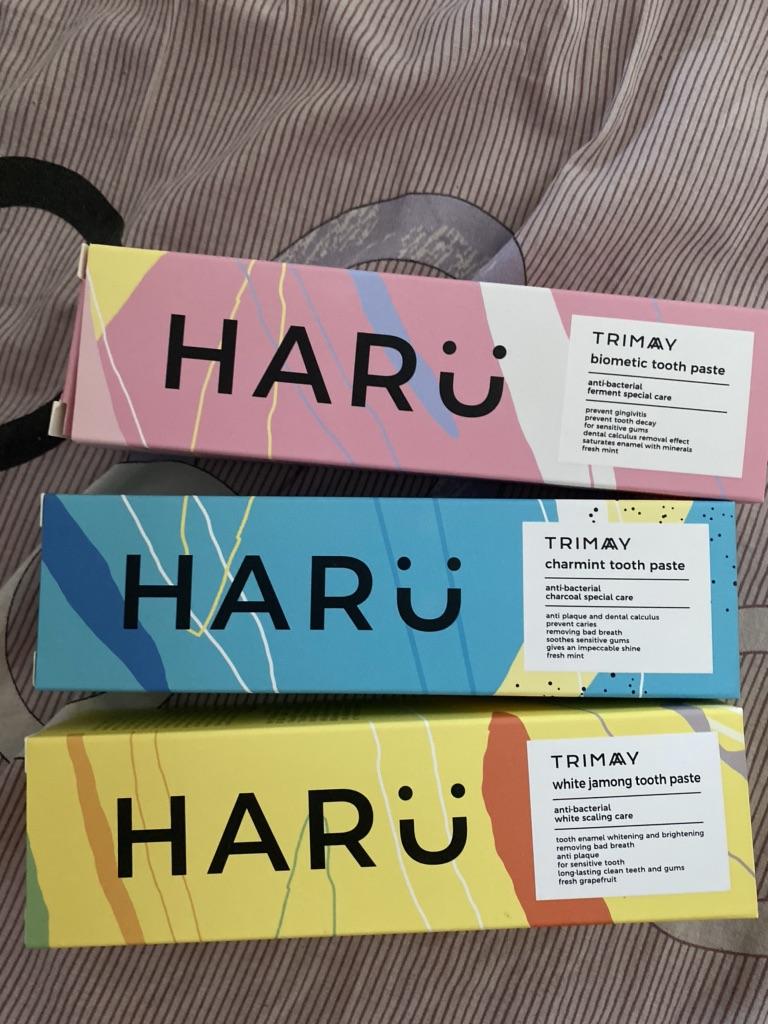 HARÜ
TRIMAY
biometic tooth paste
anti-bacterial
ferment special care
prevent gingivitis
prevent tooth decay
for sensitive gums
dental calculus removal effect
saturates enamel with minerals
fresh mint
HARÜ
TRIMAY
charmint tooth paste
anti-bacterial
charcoal special care
anti plaque and dental calculus
prevent caries
removing bad breath
soothes sensitive gums
gives an impeccable shine
fresh mint
HARÜ
TRIMAY
white jamong tooth paste
anti-bacterial
white scaling care
tooth enamel whitening and brightening
removing bad breath
anti plaque
for sensitive tooth
long-lasting clean teeth and gums
fresh grapefruit